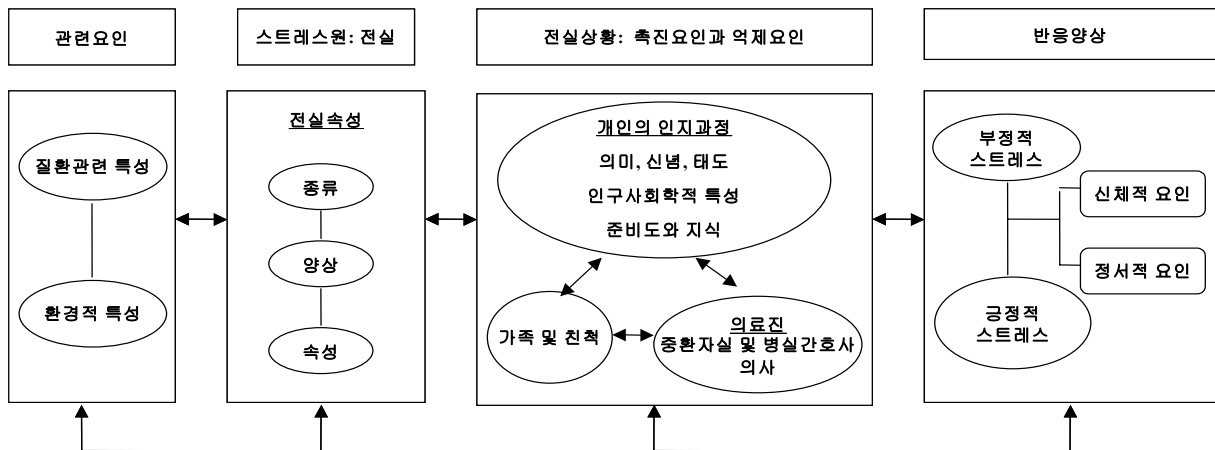 관련요인
스트레스원: 전실
전실상황: 촉진요인과 억제요인
반응양상
질환관련 특성
환경적 특성
전실속성
종류
양상
속성
개인의 인지과정
의미, 신념, 태도
인구사회학적 특성
준비도와 지식
가족 및 친척
의료진
중환자실 및 병실간호사
의사
부정적
스트레스
신체적 요인
정서적 요인
긍정적
스트레스